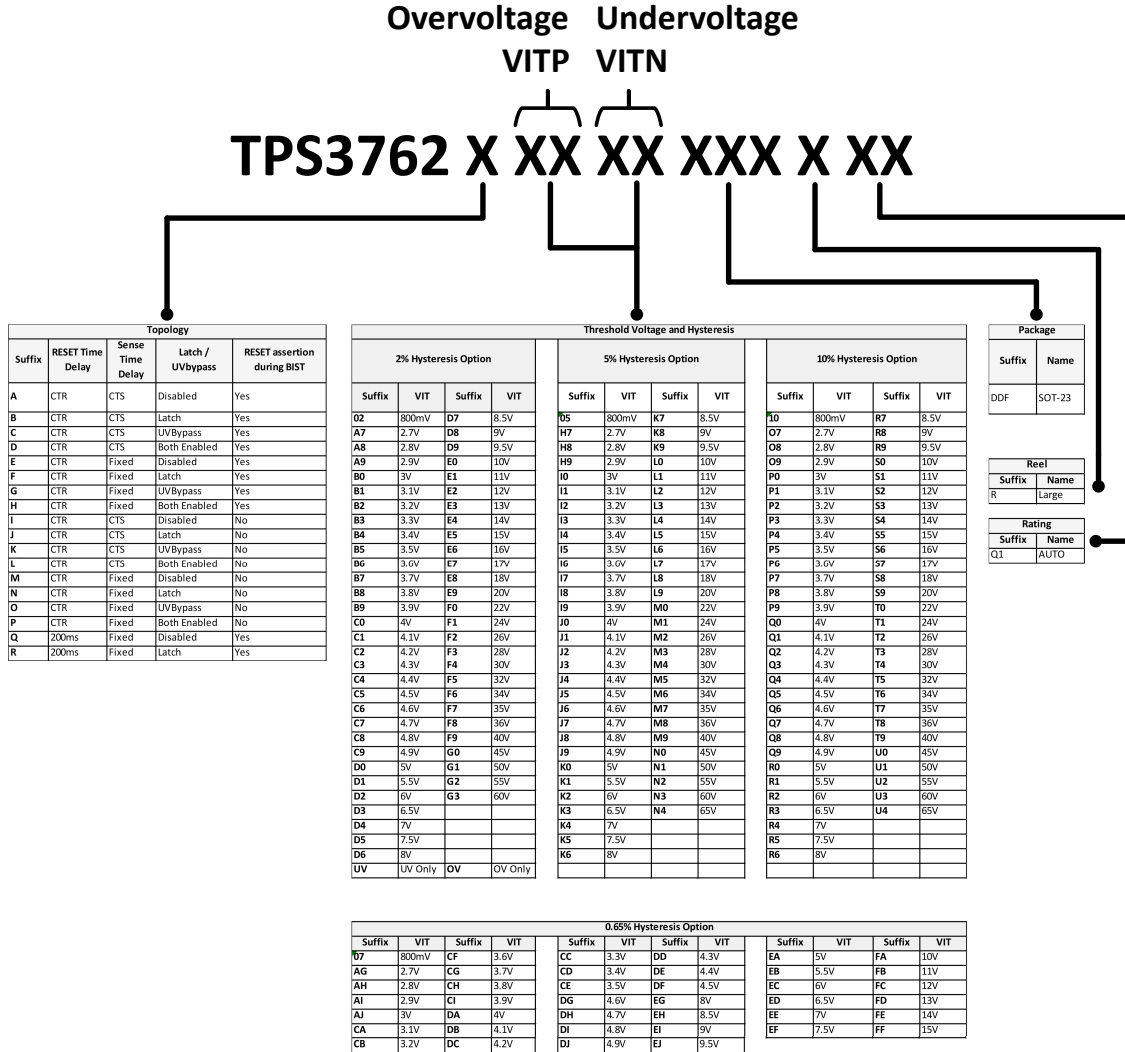 Overvoltage Undervoltage
VITP VITN
TPS3762 X XX XX XXX X XX
Topology
Suffix RESET Time Delay Sense Time Delay Latch / UVbypass RESET assertion during BIST
A CTR CTS Disabled Yes
B CTR CTS Latch Yes
C CTR CTS UVBypass Yes
D CTR CTS Both Enabled Yes
E CTR Fixed Disabled Yes
F CTR Fixed Latch Yes
G CTR Fixed UVBypass Yes
H CTR Fixed Both Enabled Yes
I CTR CTS Disabled No
J CTR CTS Latch No
K CTR CTS UVBypass No
L CTR CTS Both Enabled No
M CTR Fixed Disabled No
N CTR Fixed Latch No
O CTR Fixed UVBypass No
P CTR Fixed Both Enabled No
Q 200ms Fixed Disabled Yes
R 200ms Fixed Latch Yes
Threshold Voltage and Hysteresis
2% Hysteresis Option 5% Hysteresis Option 10% Hysteresis Option
Suffix VIT Suffix VIT Suffix VIT Suffix VIT Suffix VIT Suffix VIT
02 800mV D7 8.5V 05 800mV K7 8.5V 10 800mV R7 8.5V
A7 2.7V D8 9V H7 2.7V K8 9V O7 2.7V R8 9V
A8 2.8V D9 9.5V H8 2.8V K9 9.5V O8 2.8V R9 9.5V
A9 2.9V E0 10V H9 2.9V L0 10V O9 2.9V S0 10V
B0 3V E1 11V I0 3V L1 11V P0 3V S1 11V
B1 3.1V E2 12V I1 3.1V L2 12V P1 3.1V S2 12V
B2 3.2V E3 13V I2 3.2V L3 13V P2 3.2V S3 13V
B3 3.3V E4 14V I3 3.3V L4 14V P3 3.3V S4 14V
B4 3.4V E5 15V I4 3.4V L5 15V P4 3.4V S5 15V
B5 3.5V E6 16V I5 3.5V L6 16V P5 3.5V S6 16V
B6 3.6V E7 17V I6 3.6V L7 17V P6 3.6V S7 17V
B7 3.7V E8 18V I7 3.7V L8 18V P7 3.7V S8 18V
B8 3.8V E9 20V I8 3.8V L9 20V P8 3.8V S9 20V
B9 3.9V F0 22V I9 3.9V M0 22V P9 3.9V T0 22V
C0 4V F1 24V J0 4V M1 24V Q0 4V T1 24V
C1 4.1V F2 26V J1 4.1V M2 26V Q1 4.1V T2 26V
C2 4.2V F3 28V J2 4.2V M3 28V Q2 4.2V T3 28V
C3 4.3V F4 30V J3 4.3V M4 30V Q3 4.3V T4 30V
C4 4.4V F5 32V J4 4.4V M5 32V Q4 4.4V T5 32V
C5 4.5V F6 34V J5 4.5V M6 34V Q5 4.5V T6 34V
C6 4.6V F7 35V J6 4.6V M7 35V Q6 4.6V T7 35V
C7 4.7V F8 36V J7 4.7V M8 36V Q7 4.7V T8 36V
C8 4.8V F9 40V J8 4.8V M9 40V Q8 4.8V T9 40V
C9 4.9V G0 45V J9 4.9V N0 45V Q9 4.9V U0 45V
D0 5V G1 50V K0 5V N1 50V R0 5V U1 50V
D1 5.5V G2 55V K1 5.5V N2 55V R1 5.5V U2 55V
D2 6V G3 60V K2 6V N3 60V R2 6V U3 60V
D3 6.5V K3 6.5V N4 65V R3 6.5V U4 65V
D4 7V K4 7V R4 7V
D5 7.5V K5 7.5V R5 7.5V
D6 8V K6 8V R6 8V
UV UV Only OV OV Only
Package
Suffix Name
DDF SOT-23
Reel
Suffix Name
R Large
Rating
Suffix Name
Q1 AUTO
0.65% Hysteresis Option
Suffix VIT Suffix VIT Suffix VIT Suffix VIT Suffix VIT Suffix VIT
07 800mV CF 3.6V CC 3.3V DD 4.3V EA 5V FA 10V
AG 2.7V CG 3.7V CD 3.4V DE 4.4V EB 5.5V FB 11V
AH 2.8V CH 3.8V CE 3.5V DF 4.5V EC 6V FC 12V
AI 2.9V CI 3.9V DG 4.6V EG 8V ED 6.5V FD 13V
AJ 3V DA 4V DH 4.7V EH 8.5V EE 7V FE 14V
CA 3.1V DB 4.1V DI 4.8V EI 9V EF 7.5V FF 15V
CB 3.2V DC 4.2V DJ 4.9V EJ 9.5V